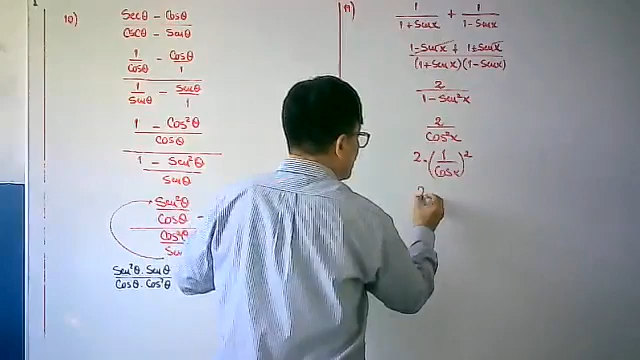 10)
Secθ - Cosθ
Cscθ - Senθ
1/Cosθ - Cosθ/1
1/Senθ - Senθ/1
1 - Cos²θ
Cosθ
1 - Sen²θ
Senθ
Sen²θ
Cosθ
Cos²θ
Sen²θ · Senθ
Cosθ · Cos²θ
11)
1/(1+Senx) + 1/(1-Senx)
1-Senx + 1+Senx
(1+Senx)(1-Senx)
2
1-Sen²x
2
Cos²x
2·(1/Cosx)²
2